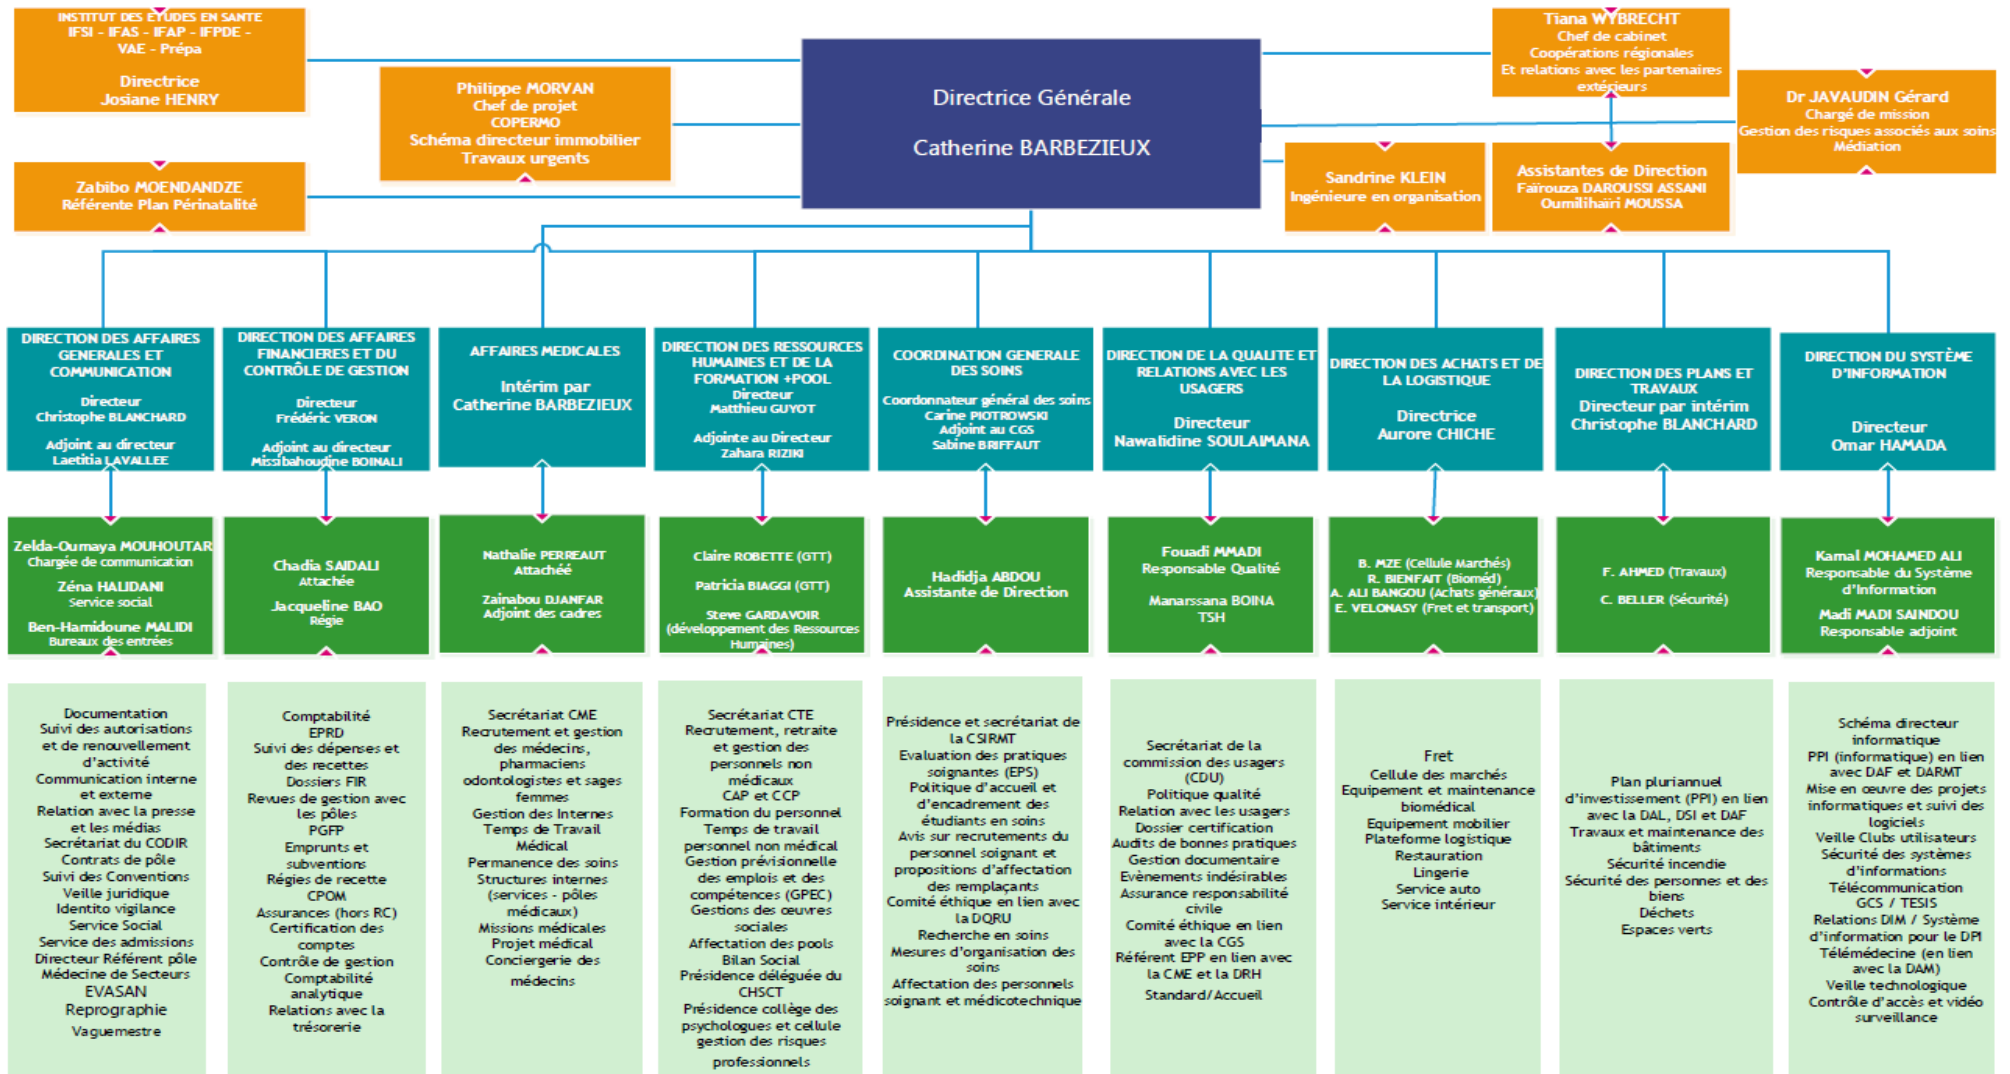 INSTITUT DES ETUDES EN SANTE
IFSI - IFAS - IFAP - IFPDE -
VAE - Prépa
Directrice
Josiane HENRY
Philippe MORVAN
Chef de projet
COPERMO
Schéma directeur immobilier
Travaux urgents
Zabibo MOENDANDZE
Référente Plan Périnatalité
Directrice Générale
Catherine BARBEZIEUX
Tiana WYBRECHT
Chef de cabinet
Coopérations régionales
Et relations avec les partenaires
extérieurs
Dr JAVAUDIN Gérard
Chargé de mission
Gestion des risques associés aux soins
Médiation
Sandrine KLEIN
Ingénieure en organisation
Assistantes de Direction
Faïrouza DAROUSSI ASSANI
Oumilihaïri MOUSSA
DIRECTION DES AFFAIRES
GENERALES ET
COMMUNICATION
Directeur
Christophe BLANCHARD
Adjoint au directeur
Laetitia LAVALLEE
DIRECTION DES AFFAIRES
FINANCIERES ET DU
CONTRÔLE DE GESTION
Directeur
Frédéric VERON
Adjoint au directeur
Missibahoudine BOINALI
AFFAIRES MEDICALES
Intérim par
Catherine BARBEZIEUX
DIRECTION DES RESSOURCES
HUMAINES ET DE LA
FORMATION +POOL
Directeur
Matthieu GUYOT
Adjointe au Directeur
Zahara RIZIKI
COORDINATION GENERALE
DES SOINS
Coordonnateur général des soins
Carine PIOTROWSKI
Adjoint au CGS
Sabine BRIFFAUT
DIRECTION DE LA QUALITE ET
RELATIONS AVEC LES
USAGERS
Directeur
Nawalidine SOULAIMANA
DIRECTION DES ACHATS ET DE
LA LOGISTIQUE
Directrice
Aurore CHICHE
DIRECTION DES PLANS ET
TRAVAUX
Directeur par intérim
Christophe BLANCHARD
DIRECTION DU SYSTÈME
D'INFORMATION
Directeur
Omar HAMADA
Zelda-Oumaya MOUHOUTAR
Chargée de communication
Zéna HALIDANI
Service social
Ben-Hamidoune MALIDI
Bureaux des entrées
Chadia SAIDALI
Attachée
Jacqueline BAO
Régie
Nathalie PERREAUT
Attachéé
Zainabou DJANFAR
Adjoint des cadres
Claire ROBETTE (GTT)
Patricia BIAGGI (GTT)
Steve GARDAVOIR
(développement des Ressources
Humaines)
Hadidja ABDOU
Assistante de Direction
Fouadi MMADI
Responsable Qualité
Manarssana BOINA
TSH
B. MZE (Cellule Marchés)
R. BIENFAIT (Bioméd)
A. ALI BANGOU (Achats généraux)
E. VELONASY (Fret et transport)
F. AHMED (Travaux)
C. BELLER (Sécurité)
Kamal MOHAMED ALI
Responsable du Système
d'Information
Madi MADI SAINDOU
Responsable adjoint
Documentation
Suivi des autorisations
et de renouvellement
d'activité
Communication interne
et externe
Relation avec la presse
et les médias
Secrétariat du CODIR
Contrats de pôle
Suivi des Conventions
Veille juridique
Identito vigilance
Service Social
Service des admissions
Directeur Référent pôle
Médecine de Secteurs
EVASAN
Reprographie
Vaguemestre
Comptabilité
EPRD
Suivi des dépenses et
des recettes
Dossiers FIR
Revues de gestion avec
les pôles
PGFP
Emprunts et
subventions
Régies de recette
CPOM
Assurances (hors RC)
Certification des
comptes
Contrôle de gestion
Comptabilité
analytique
Relations avec la
trésorerie
Secrétariat CME
Recrutement et gestion
des médecins,
pharmaciens
odontologistes et sages
femmes
Gestion des Internes
Temps de Travail
Médical
Permanence des soins
Structures internes
(services - pôles
médicaux)
Missions médicales
Projet médical
Conciergerie des
médecins
Secrétariat CTE
Recrutement, retraite
et gestion des
personnels non
médicaux
CAP et CCP
Formation du personnel
Temps de travail
personnel non médical
Gestion prévisionnelle
des emplois et des
compétences (GPEC)
Gestions des œuvres
sociales
Affectation des pools
Bilan Social
Présidence déléguée du
CHSCT
Présidence collège des
psychologues et cellule
gestion des risques
professionnels
Présidence et secrétariat de
la CSIRMT
Evaluation des pratiques
soignantes (EPS)
Politique d'accueil et
d'encadrement des
étudiants en soins
Avis sur recrutements du
personnel soignant et
propositions d'affectation
des remplaçants
Comité éthique en lien avec
la DQRU
Recherche en soins
Mesures d'organisation des
soins
Affectation des personnels
soignant et médicotechnique
Secrétariat de la
commission des usagers
(CDU)
Politique qualité
Relation avec les usagers
Dossier certification
Audits de bonnes pratiques
Gestion documentaire
Evènements indésirables
Assurance responsabilité
civile
Comité éthique en lien
avec la CGS
Référent EPP en lien avec
la CME et la DRH
Standard/Accueil
Fret
Cellule des marchés
Equipement et maintenance
biomédical
Equipement mobilier
Plateforme logistique
Restauration
Lingerie
Service auto
Service intérieur
Plan pluriannuel
d'investissement (PPI) en lien
avec la DAL, DSI et DAF
Travaux et maintenance des
bâtiments
Sécurité incendie
Sécurité des personnes et des
biens
Déchets
Espaces verts
Schéma directeur
informatique
PPI (informatique) en lien
avec DAF et DARMT
Mise en œuvre des projets
informatiques et suivi des
logiciels
Veille Clubs utilisateurs
Sécurité des systèmes
d'informations
Télécommunication
GCS / TESIS
Relations DIM / Système
d'information pour le DPI
Télémédecine (en lien
avec la DAM)
Veille technologique
Contrôle d'accès et vidéo
surveillance